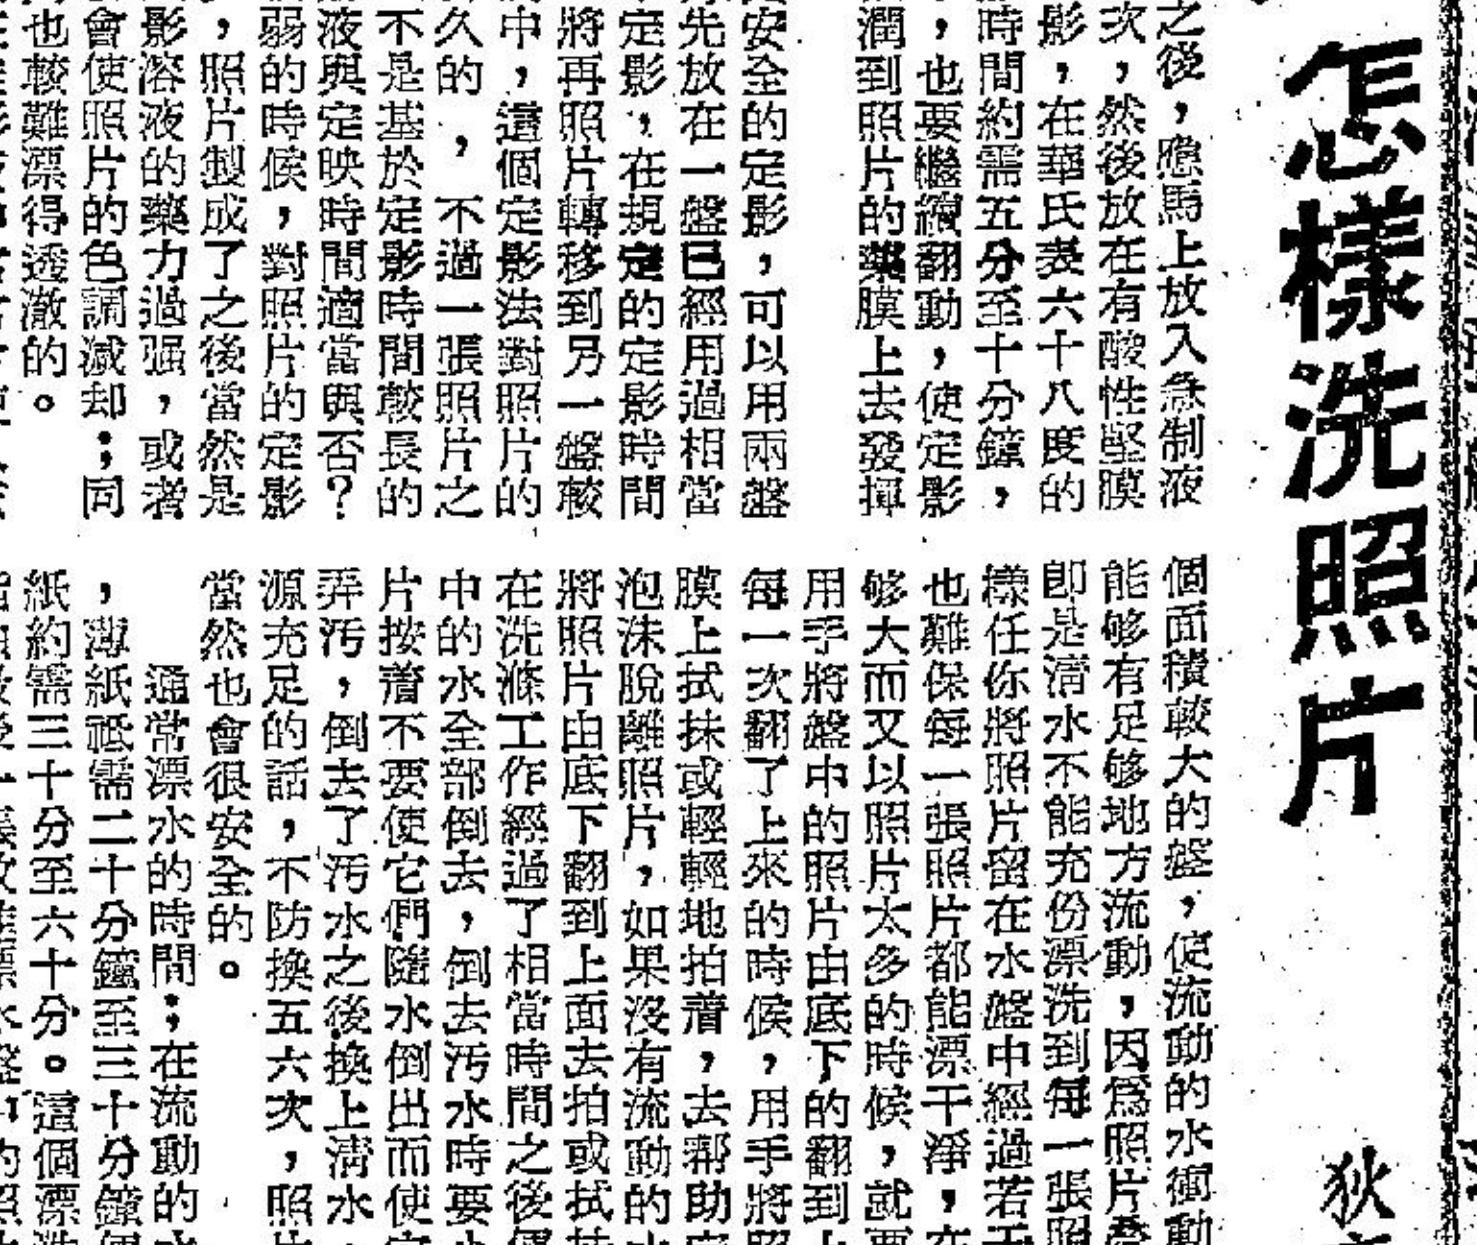 怎樣洗照片
狄
之後，應馬上放入急制液
次，然後放在有酸性堅膜
影，在華氏表六十八度的
時間約需五分至十分鐘，
，也要繼續翻動，使定影
潤到照片的藥膜上去發揮
安全的定影，可以用兩盤
先放在一盤已經用過相當
定影，在規定的定影時間
將再照片轉移到另一盤較
中，這個定影法對照片的
久的，不過一張照片之
不是基於定影時間較長的
液與定映時間適當與否？
弱的時候，對照片的定影
，照片製成了之後當然是
影溶液的藥力過强，或者
會使照片的色調减却；同
也較難漂得透澈的。
個面積較大的盤，使流動的水衝動
能够有足够地方流動，因爲照片
卽是清水不能充份漂洗到每一張照
樣任你將照片留在水盤中經過若干
也難保每一張照片都能漂干淨，在
够大而又以照片太多的時候，就要
用手將盤中的照片由底下的翻到上
每一次翻了上來的時候，用手將照
膜上拭抹或輕輕地拍着，去帮助
泡沫脫離照片，如果沒有流動的水
將照片由底下翻到上面去拍或拭抹
在洗滌工作經過了相當時間之後便
中的水全部倒去，倒去污水時要
片按着不要使它們隨水倒出而使
弄污，倒去了污水之後換上清水，
源充足的話，不防換五六次，照片
當然也會很安全的。
通常漂水的時間；在流動的水
，薄紙祗需二十分鐘至三十分鐘
紙約需三十分至六十分。這個漂洗